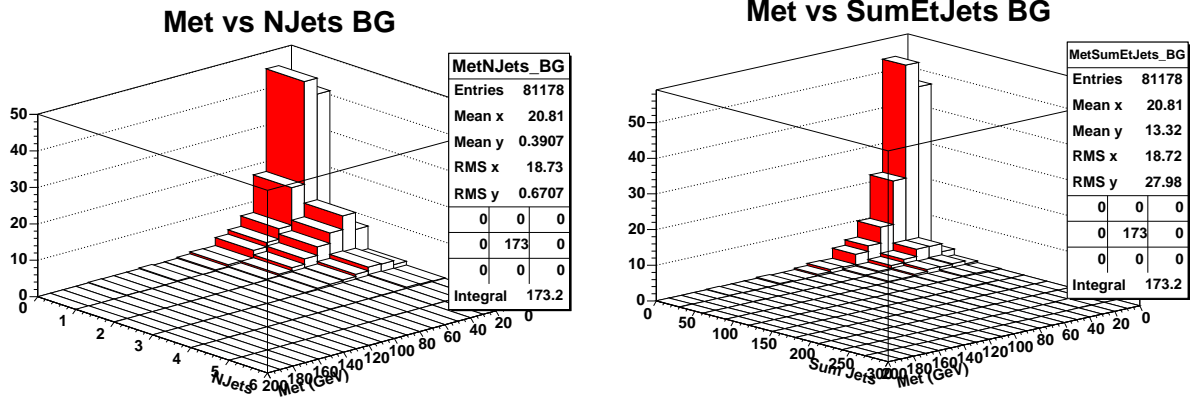 Met vs NJets BG
MetNJets_BG
Entries 81178
Mean x 20.81
Mean y 0.3907
RMS x 18.73
RMS y 0.6707
0 0 0
0 173 0
0 0 0
Integral 173.2
50
40
30
20
10
0
0
1
2
3
4
5
6
NJets
200 180 160 140 120 100 80 60 40 20 0
Met (GeV)
Met vs SumEtJets BG
MetSumEtJets_BG
Entries 81178
Mean x 20.81
Mean y 13.32
RMS x 18.72
RMS y 27.98
0 0 0
0 173 0
0 0 0
Integral 173.2
50
40
30
20
10
0
0
50
100
150
200
250
300
Sum Jets
200 180 160 140 120 100 80 60 40 20 0
Met (GeV)